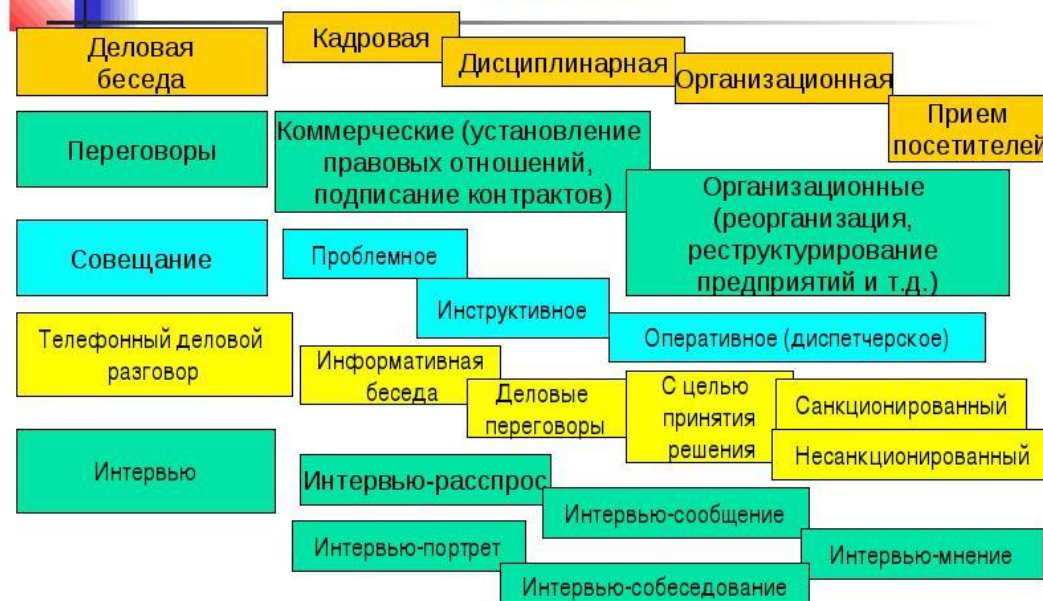 Деловая
беседа
Кадровая
Дисциплинарная
Организационная
Прием
посетителей
Переговоры
Коммерческие (установление
правовых отношений,
подписание контрактов)
Организационные
(реорганизация,
реструктурирование
предприятий и т.д.)
Совещание
Проблемное
Инструктивное
Оперативное (диспетчерское)
Телефонный деловой
разговор
Информативная
беседа
Деловые
переговоры
С целью
принятия
решения
Санкционированный
Несанкционированный
Интервью
Интервью-расспрос
Интервью-сообщение
Интервью-портрет
Интервью-мнение
Интервью-собеседование